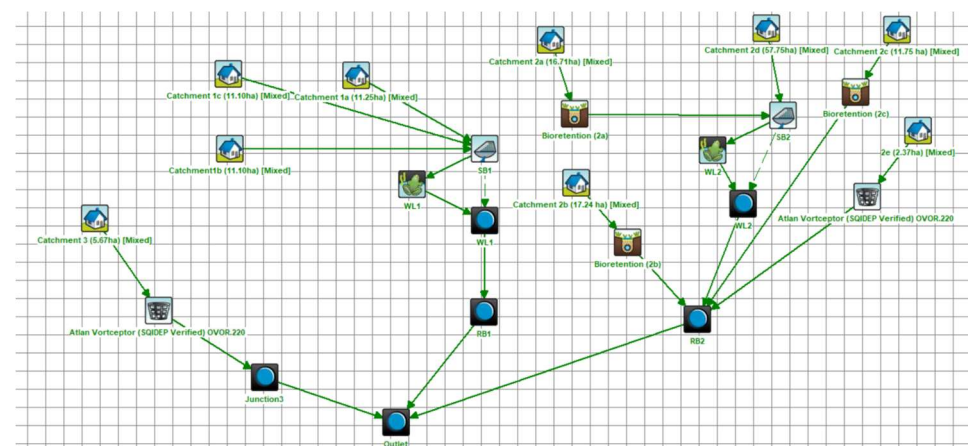 Catchment 2a (16.71ha) [Mixed]
Catchment 2d (57.75ha) [Mixed]
Catchment 2c (11.75 ha) [Mixed]
Catchment 1c (11.10ha) [Mixed]
Catchment 1a (11.25ha) [Mixed]
Bioretention (2a)
SB2
Bioretention (2c)
Catchment1b (11.10ha) [Mixed]
SB1
WL2
2e (2.37ha) [Mixed]
WL1
Catchment 2b (17.24 ha) [Mixed]
WL2
Atlan Vortceptor (SQIDEP Verified) OVOR.220
Catchment 3 (5.67ha) [Mixed]
WL1
Bioretention (2b)
Atlan Vortceptor (SQIDEP Verified) OVOR.220
RB1
RB2
Junction3
Outlet